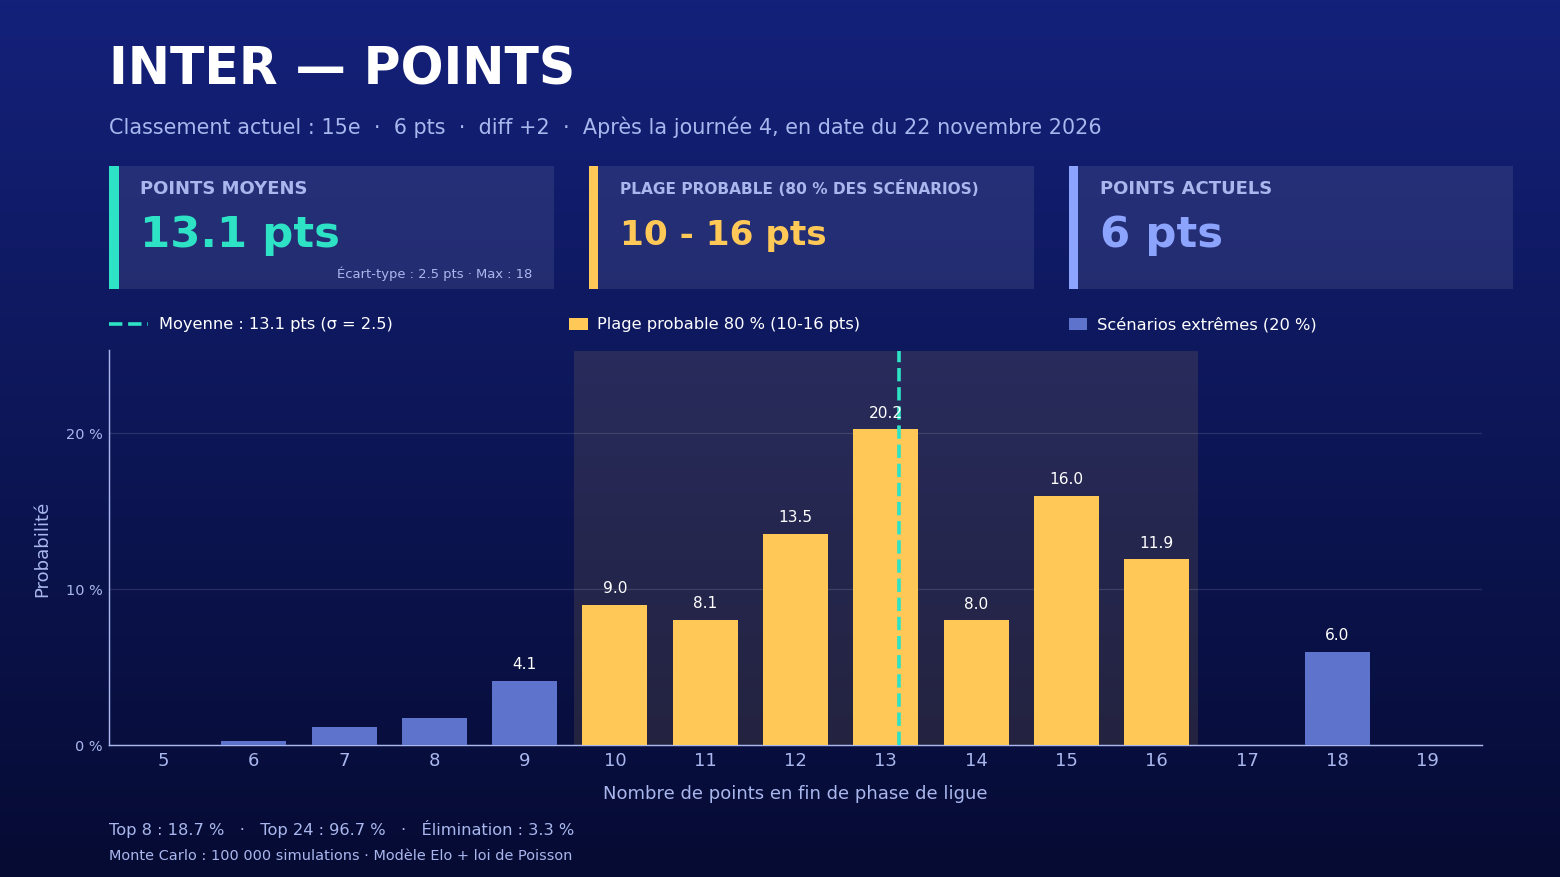 INTER — POINTS
Classement actuel : 15e · 6 pts · diff +2 · Après la journée 4, en date du 22 novembre 2026
POINTS MOYENS
13.1 pts
Écart-type : 2.5 pts · Max : 18
PLAGE PROBABLE (80 % DES SCÉNARIOS)
10 - 16 pts
POINTS ACTUELS
6 pts
Moyenne : 13.1 pts (σ = 2.5)
Plage probable 80 % (10-16 pts)
Scénarios extrêmes (20 %)
Probabilité
20 %
10 %
0 %
4.1
9.0
8.1
13.5
20.2
8.0
16.0
11.9
6.0
5 6 7 8 9 10 11 12 13 14 15 16 17 18 19
Nombre de points en fin de phase de ligue
Top 8 : 18.7 % · Top 24 : 96.7 % · Élimination : 3.3 %
Monte Carlo : 100 000 simulations · Modèle Elo + loi de Poisson